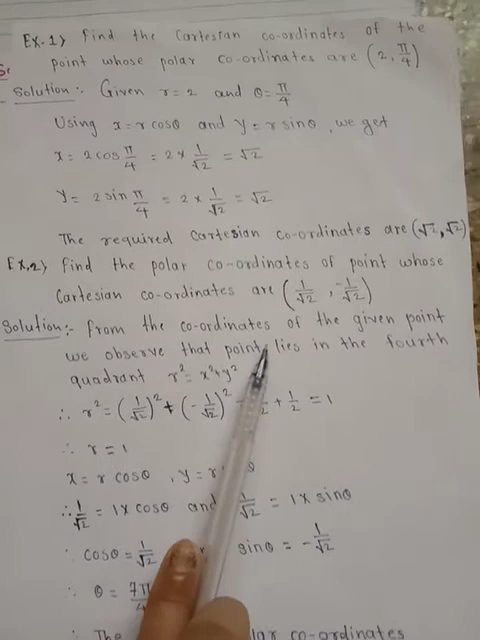 Ex.1) Find the Cartesian co-ordinates of the
point whose polar co-ordinates are (2, π/4)
Solution :- Given r = 2 and θ = π/4
Using x = r cosθ and y = r sinθ, we get
x = 2 cos π/4 = 2 × 1/√2 = √2
y = 2 sin π/4 = 2 × 1/√2 = √2
The required Cartesian co-ordinates are (√2, √2)
Ex.2) Find the polar co-ordinates of point whose
Cartesian co-ordinates are (1/√2, -1/√2)
Solution :- From the co-ordinates of the given point
we observe that point lies in the fourth
quadrant r² = x² + y²
∴ r² = (1/√2)² + (-1/√2)² + 1/2 = 1
∴ r = 1
x = r cosθ , y = r
∴ 1/√2 = 1 × cosθ and 1/√2 = 1 × sinθ
∴ cosθ = 1/√2 sinθ = -1/√2
∴ θ = 7π/4
∴ The co-ordinates